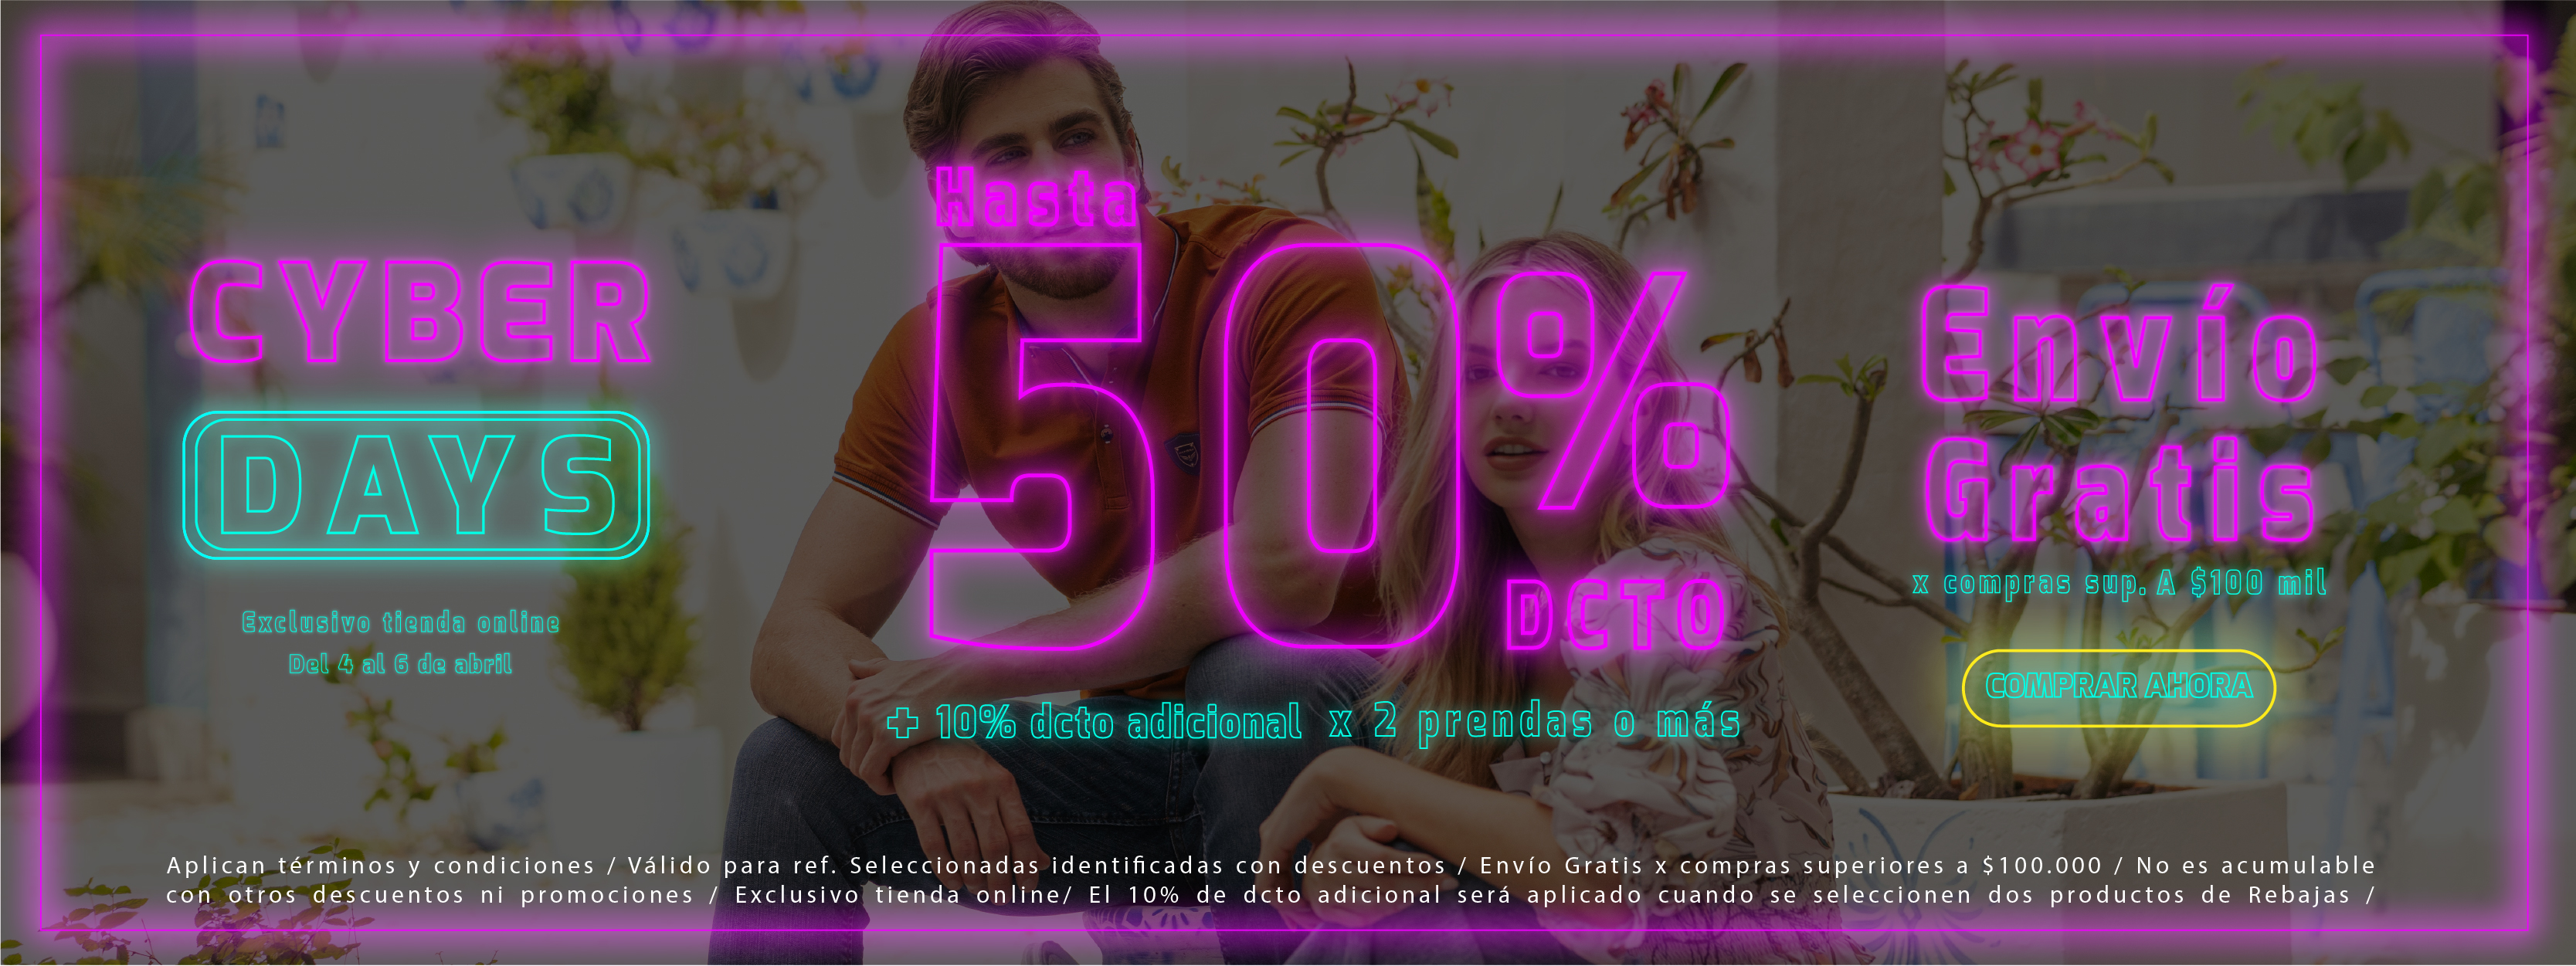 CYBER
DAYS
Exclusivo tienda online
Del 4 al 6 de abril
Hasta
50%
DCTO
+ 10% dcto adicional x 2 prendas o más
Envío
Gratis
x compras sup. A $100 mil
COMPRAR AHORA
Aplican términos y condiciones / Válido para ref. Seleccionadas identificadas con descuentos / Envío Gratis x compras superiores a $100.000 / No es acumulable
con otros descuentos ni promociones / Exclusivo tienda online/ El 10% de dcto adicional será aplicado cuando se seleccionen dos productos de Rebajas /